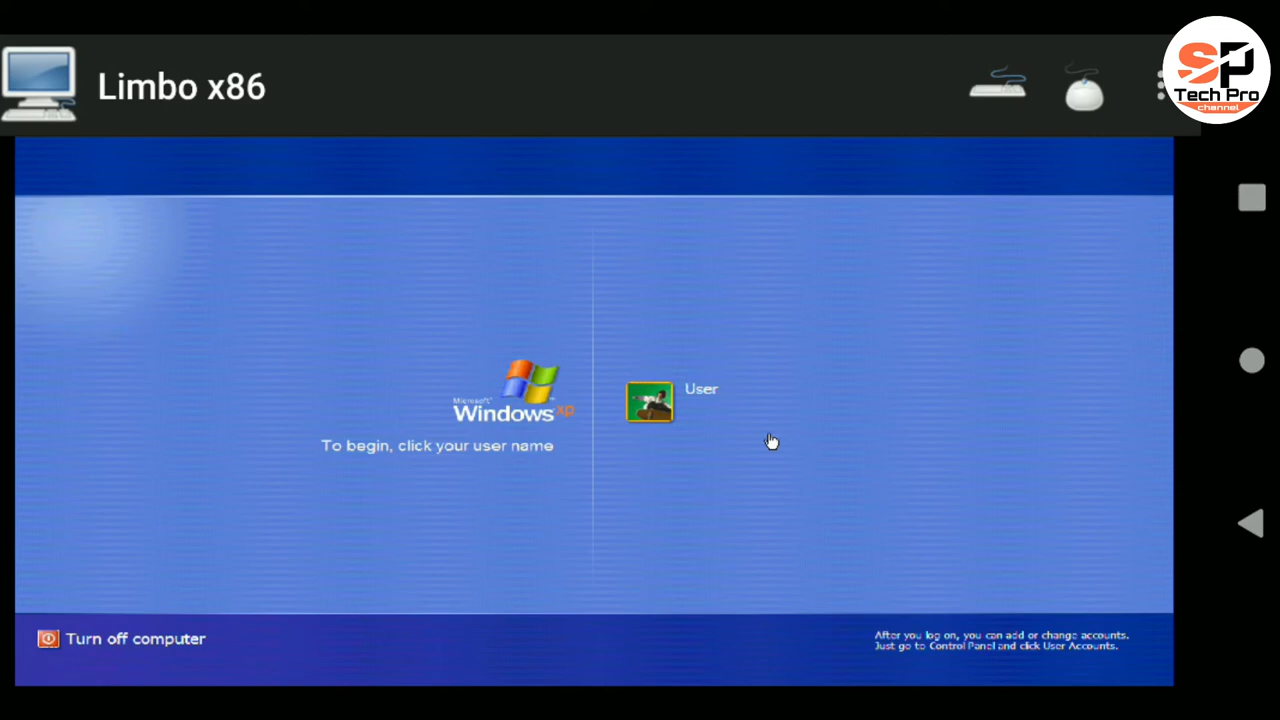 Limbo x86
SP
Tech Pro
channel
Microsoft
Windows xp
To begin, click your user name
User
Turn off computer
After you log on, you can add or change accounts.
Just go to Control Panel and click User Accounts.